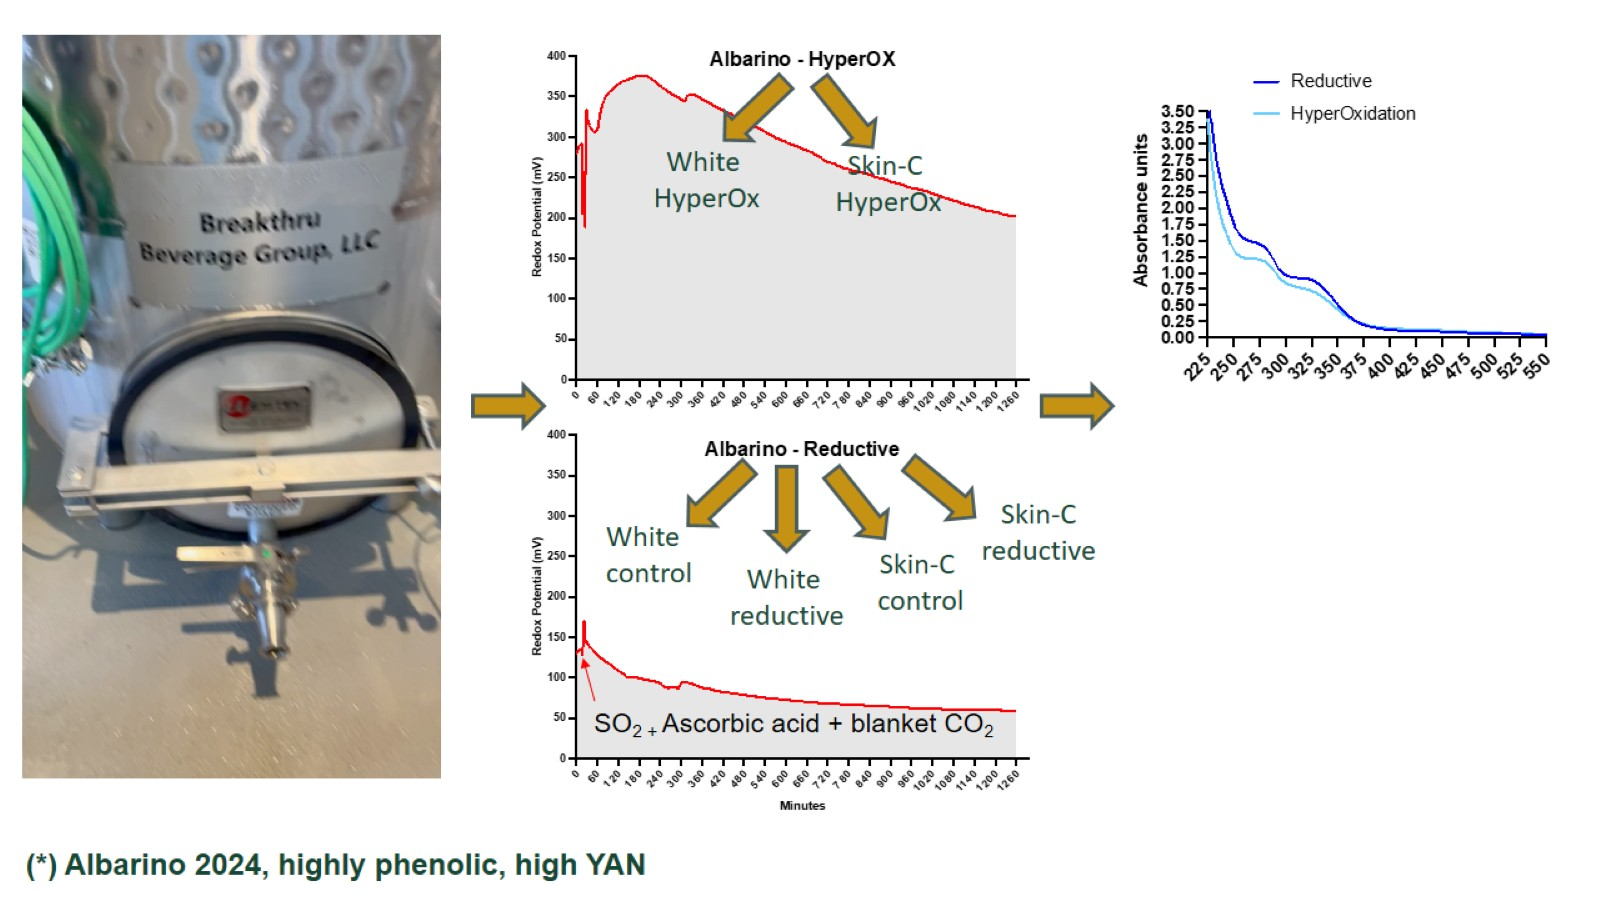 Breakthru
Beverage Group, LLC
Albarino - HyperOX
White
HyperOx
Skin-C
HyperOx
Redox Potential (mV)
400
350
300
250
200
150
100
50
0
0 60 120 180 240 300 360 420 480 540 600 660 720 780 840 900 960 1020 1080 1140 1200 1260
Albarino - Reductive
White
control
White
reductive
Skin-C
control
Skin-C
reductive
Redox Potential (mV)
400
350
300
250
200
150
100
50
0
SO₂ + Ascorbic acid + blanket CO₂
0 60 120 180 240 300 360 420 480 540 600 660 720 780 840 900 960 1020 1080 1140 1200 1260
Minutes
Reductive
HyperOxidation
Absorbance units
3.50
3.25
3.00
2.75
2.50
2.25
2.00
1.75
1.50
1.25
1.00
0.75
0.50
0.25
0.00
225 250 275 300 325 350 375 400 425 450 475 500 525 550
(*) Albarino 2024, highly phenolic, high YAN